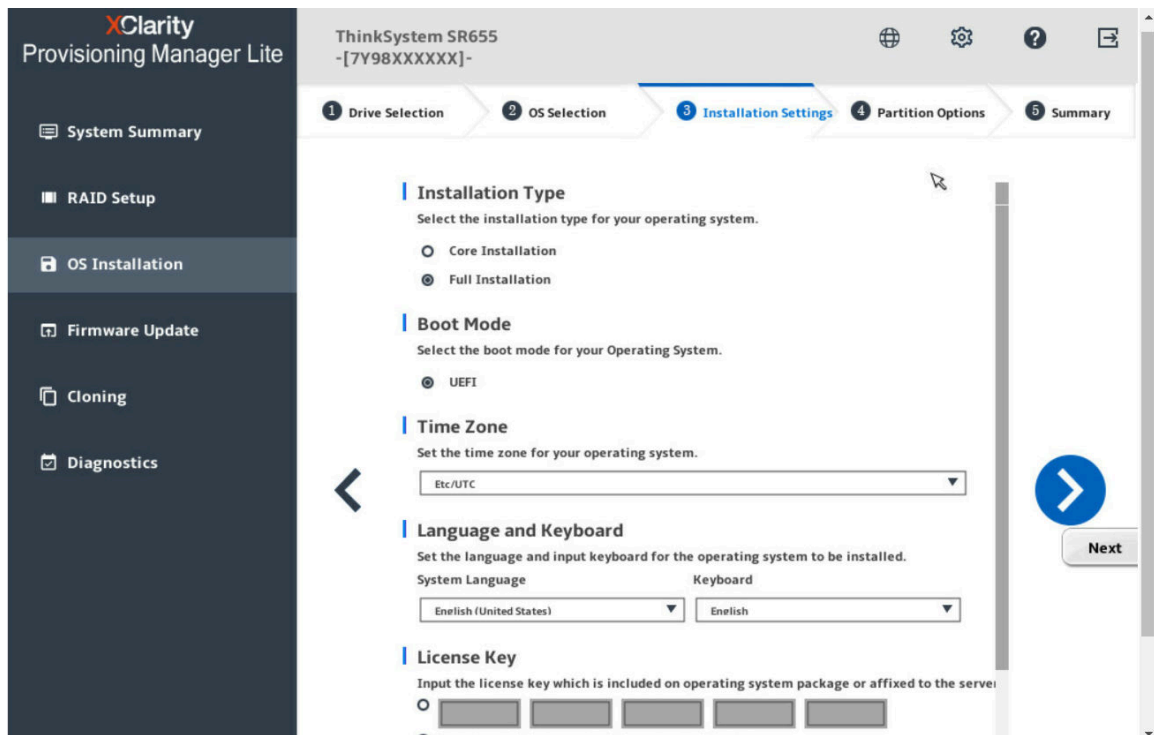 XClarity
Provisioning Manager Lite
ThinkSystem SR655
-[7Y98XXXXXX]-
?
System Summary
RAID Setup
OS Installation
Firmware Update
Cloning
Diagnostics
1 Drive Selection
2 OS Selection
3 Installation Settings
4 Partition Options
5 Summary
Installation Type
Select the installation type for your operating system.
Core Installation
Full Installation
Boot Mode
Select the boot mode for your Operating System.
UEFI
Time Zone
Set the time zone for your operating system.
Etc/UTC
Language and Keyboard
Set the language and input keyboard for the operating system to be installed.
System Language Keyboard
English (United States) English
License Key
Input the license key which is included on operating system package or affixed to the server
Next